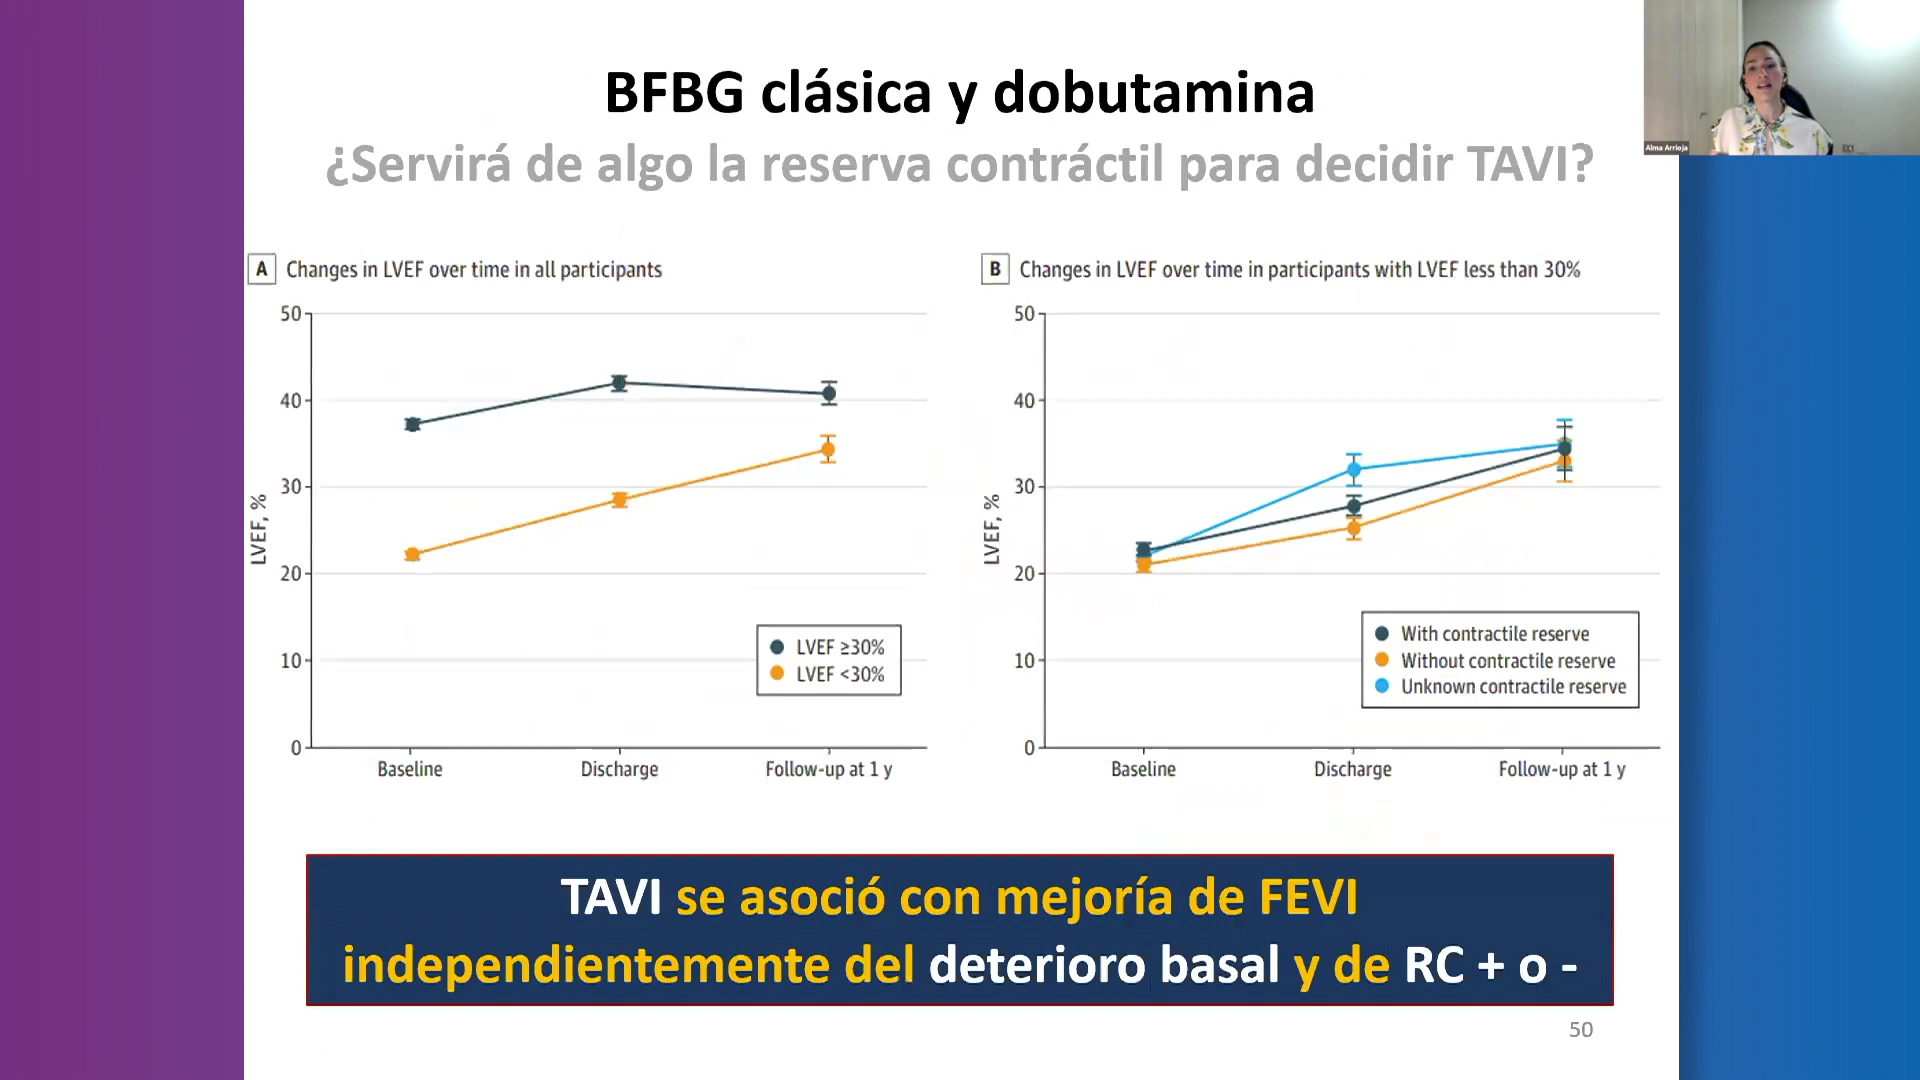 BFBG clásica y dobutamina
¿Servirá de algo la reserva contráctil para decidir TAVI?
Alma Arrioja
A Changes in LVEF over time in all participants
50
40
30
20
10
0
LVEF, %
Baseline
Discharge
Follow-up at 1 y
LVEF ≥30%
LVEF <30%
B Changes in LVEF over time in participants with LVEF less than 30%
50
40
30
20
10
0
LVEF, %
Baseline
Discharge
Follow-up at 1 y
With contractile reserve
Without contractile reserve
Unknown contractile reserve
TAVI se asoció con mejoría de FEVI
independientemente del deterioro basal y de RC + o -
50